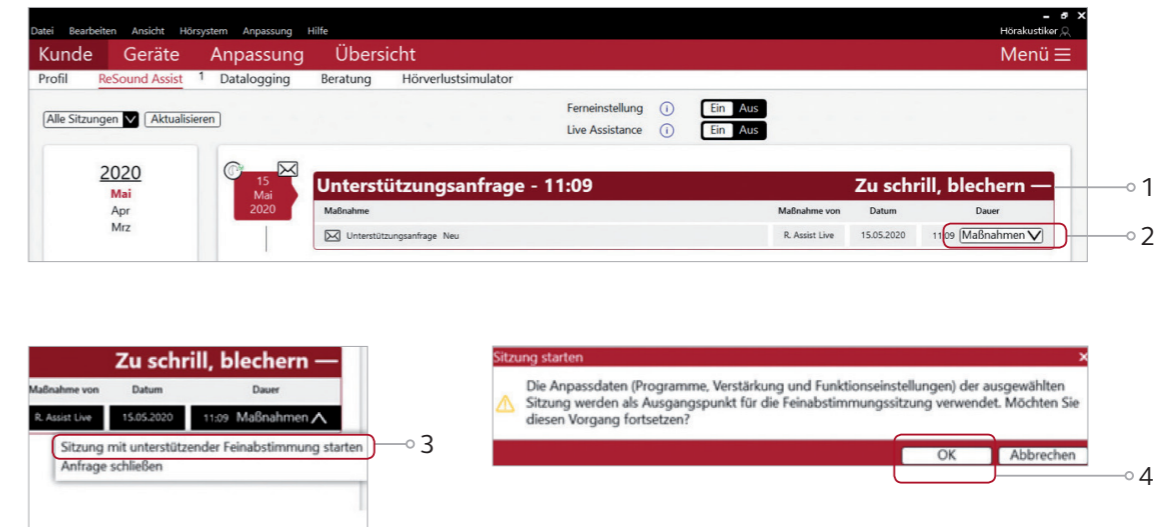 Datei Bearbeiten Ansicht Hörsystem Anpassung Hilfe Hörakustiker
Kunde Geräte Anpassung Übersicht Menü
Profil ReSound Assist 1 Datalogging Beratung Hörverlustsimulator
Alle Sitzungen Aktualisieren
Ferneinstellung i Ein Aus
Live Assistance i Ein Aus
2020
Mai
Apr
Mrz
15
Mai
2020
Unterstützungsanfrage - 11:09 Zu schrill, blechern — 1
Maßnahme Maßnahme von Datum Dauer
Unterstützungsanfrage Neu R. Assist Live 15.05.2020 11:09 Maßnahmen 2
Zu schrill, blechern —
Maßnahme von Datum Dauer
R. Assist Live 15.05.2020 11:09 Maßnahmen
Sitzung mit unterstützender Feinabstimmung starten 3
Anfrage schließen
Sitzung starten x
Die Anpassdaten (Programme, Verstärkung und Funktionseinstellungen) der ausgewählten
Sitzung werden als Ausgangspunkt für die Feinabstimmungssitzung verwendet. Möchten Sie
diesen Vorgang fortsetzen?
OK Abbrechen
4